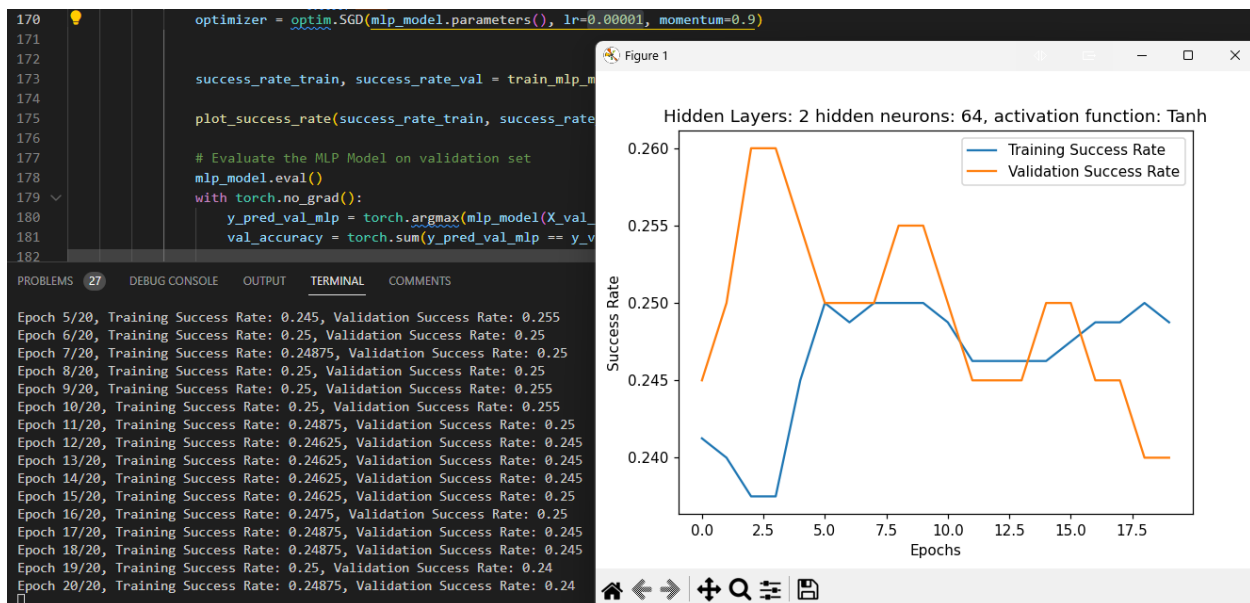 170 optimizer = optim.SGD(mlp_model.parameters(), lr=0.00001, momentum=0.9)
171
172
173 success_rate_train, success_rate_val = train_mlp_m
174
175 plot_success_rate(success_rate_train, success_rate
176
177 # Evaluate the MLP Model on validation set
178 mlp_model.eval()
179 with torch.no_grad():
180 y_pred_val_mlp = torch.argmax(mlp_model(X_val_
181 val_accuracy = torch.sum(y_pred_val_mlp == y_v
182
PROBLEMS 27 DEBUG CONSOLE OUTPUT TERMINAL COMMENTS
Epoch 5/20, Training Success Rate: 0.245, Validation Success Rate: 0.255
Epoch 6/20, Training Success Rate: 0.25, Validation Success Rate: 0.25
Epoch 7/20, Training Success Rate: 0.24875, Validation Success Rate: 0.25
Epoch 8/20, Training Success Rate: 0.25, Validation Success Rate: 0.25
Epoch 9/20, Training Success Rate: 0.25, Validation Success Rate: 0.255
Epoch 10/20, Training Success Rate: 0.25, Validation Success Rate: 0.255
Epoch 11/20, Training Success Rate: 0.24875, Validation Success Rate: 0.25
Epoch 12/20, Training Success Rate: 0.24625, Validation Success Rate: 0.245
Epoch 13/20, Training Success Rate: 0.24625, Validation Success Rate: 0.245
Epoch 14/20, Training Success Rate: 0.24625, Validation Success Rate: 0.245
Epoch 15/20, Training Success Rate: 0.24625, Validation Success Rate: 0.25
Epoch 16/20, Training Success Rate: 0.2475, Validation Success Rate: 0.25
Epoch 17/20, Training Success Rate: 0.24875, Validation Success Rate: 0.245
Epoch 18/20, Training Success Rate: 0.24875, Validation Success Rate: 0.245
Epoch 19/20, Training Success Rate: 0.25, Validation Success Rate: 0.24
Epoch 20/20, Training Success Rate: 0.24875, Validation Success Rate: 0.24
Figure 1
Hidden Layers: 2 hidden neurons: 64, activation function: Tanh
Training Success Rate
Validation Success Rate
0.260
0.255
0.250
0.245
0.240
Success Rate
0.0 2.5 5.0 7.5 10.0 12.5 15.0 17.5
Epochs